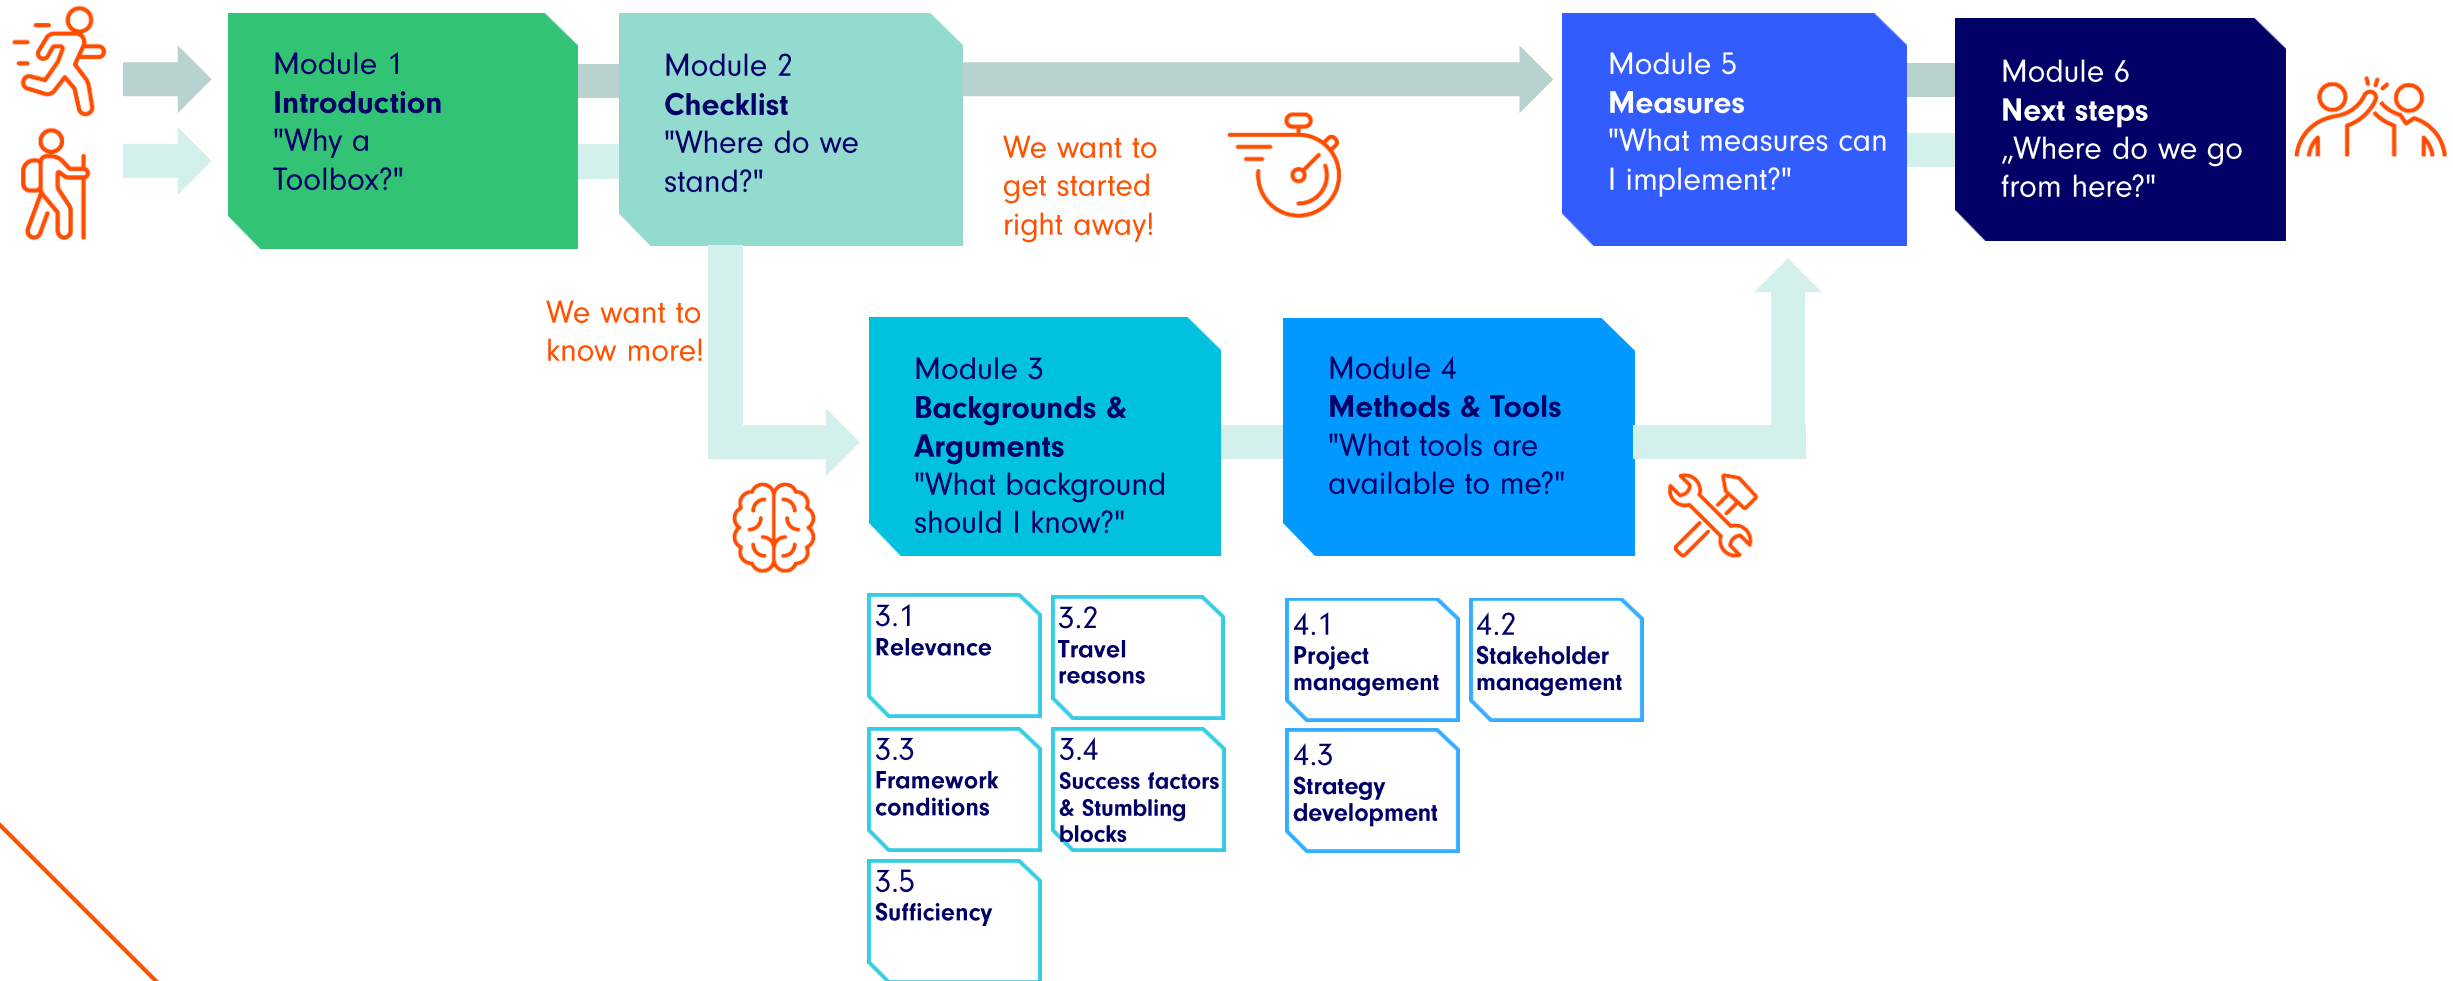 Module 1
Introduction
"Why a
Toolbox?"
Module 2
Checklist
"Where do we
stand?"
We want to
get started
right away!
Module 5
Measures
"What measures can
I implement?"
Module 6
Next steps
„Where do we go
from here?"
We want to
know more!
Module 3
Backgrounds &
Arguments
"What background
should I know?"
Module 4
Methods & Tools
"What tools are
available to me?"
3.1
Relevance
3.2
Travel
reasons
3.3
Framework
conditions
3.4
Success factors
& Stumbling
blocks
3.5
Sufficiency
4.1
Project
management
4.2
Stakeholder
management
4.3
Strategy
development